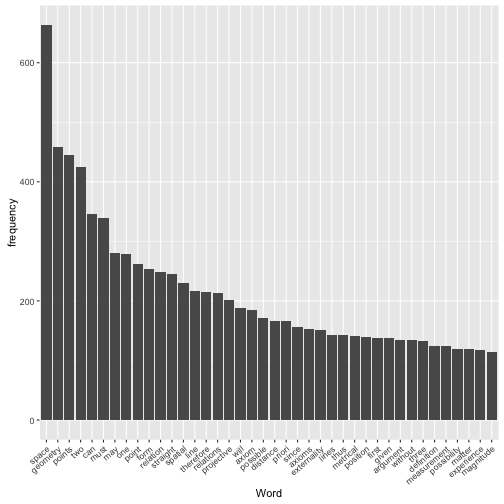 600
400
200
0
frequency
space
geometry
points
two
can
must
may
one
point
form
relation
straight
spatial
line
therefore
relations
projective
will
axiom
possible
distance
priori
since
axioms
externality
lines
thus
metrical
position
first
given
argument
without
three
definition
measurement
possibility
matter
experience
magnitude
Word